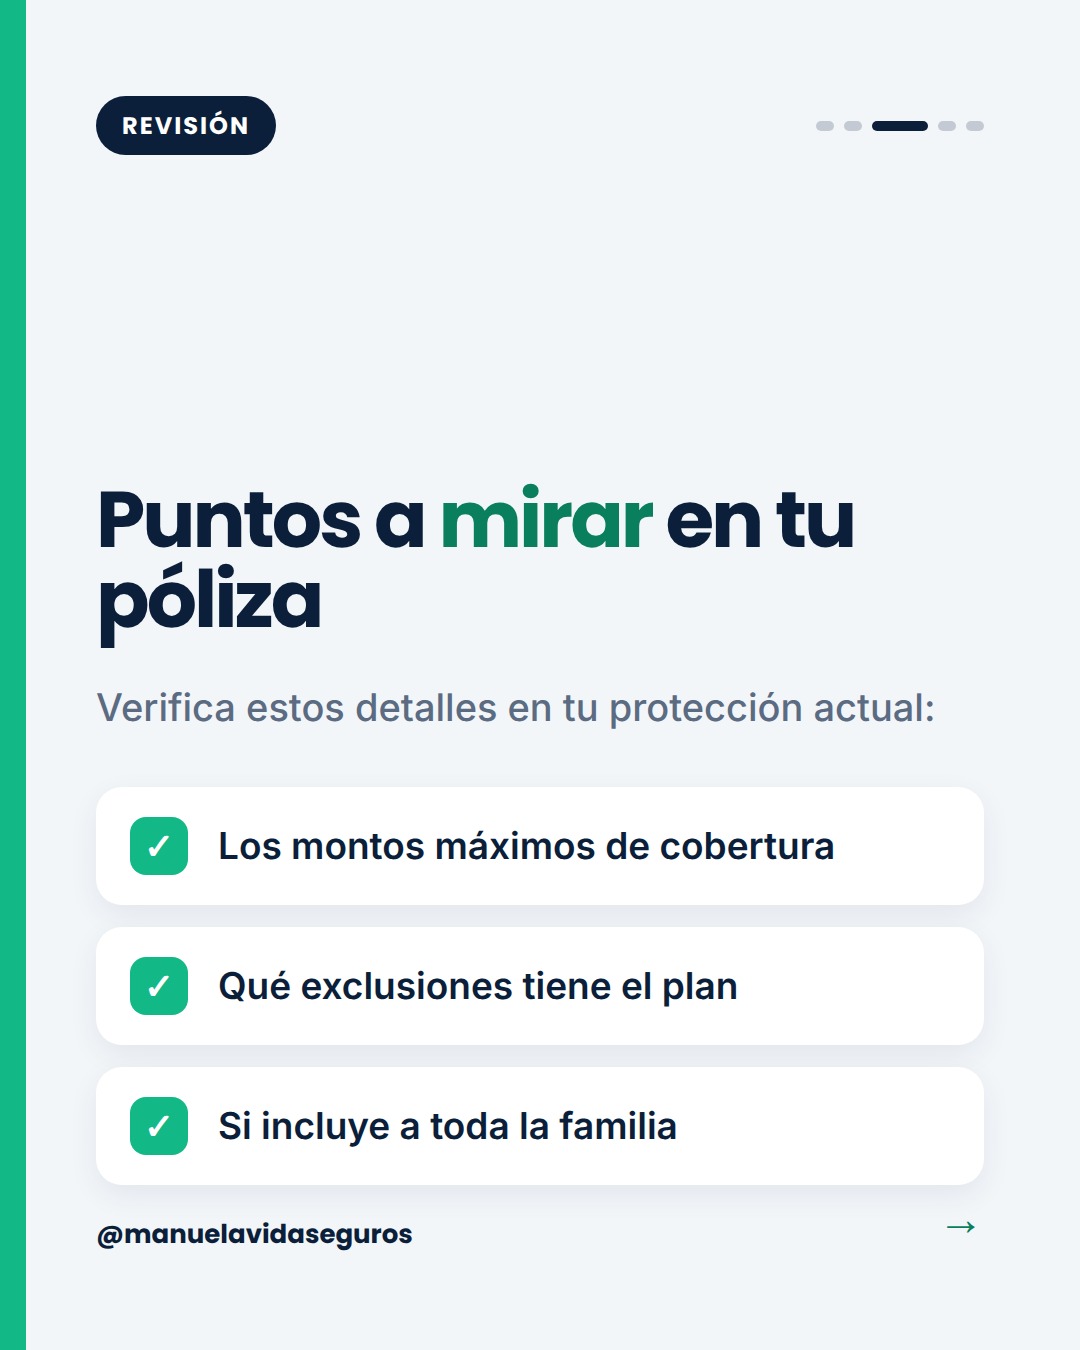 REVISIÓN
Puntos a mirar en tu
póliza
Verifica estos detalles en tu protección actual:
✓ Los montos máximos de cobertura
✓ Qué exclusiones tiene el plan
✓ Si incluye a toda la familia
@manuelavidaseguros →